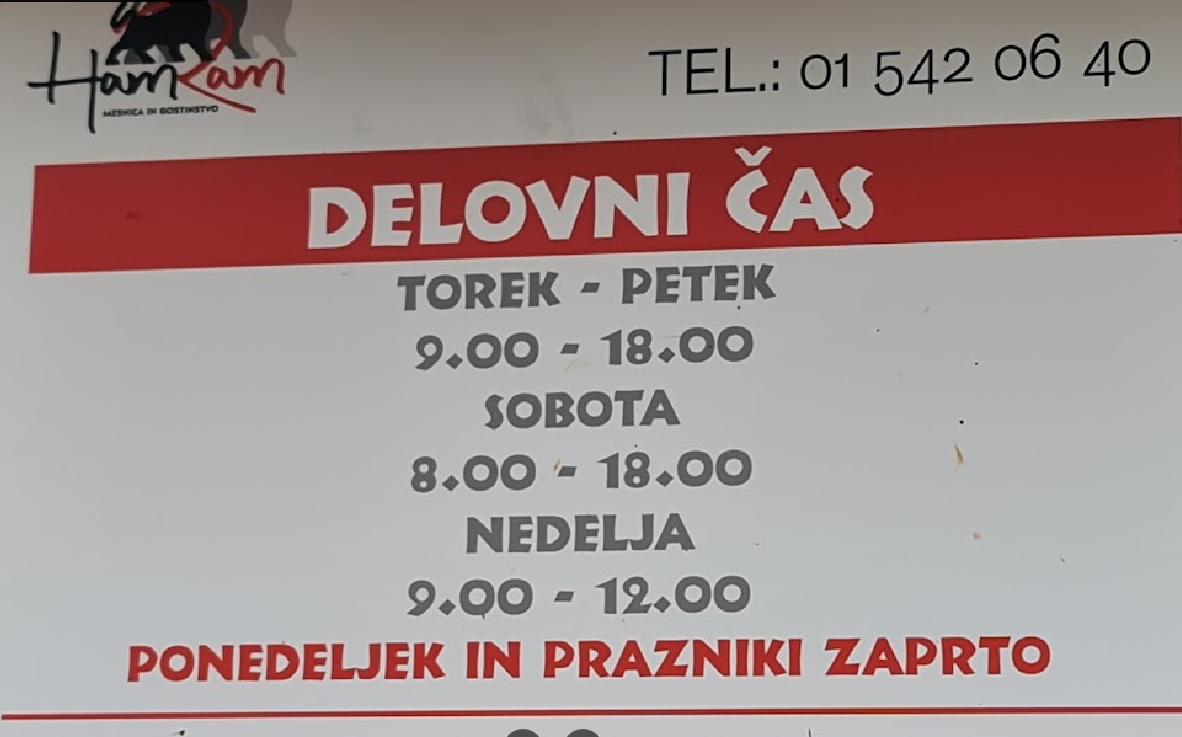 HamRam
MESNICA IN GOSTINSTVO
TEL.: 01 542 06 40
DELOVNI ČAS
TOREK - PETEK
9.00 - 18.00
SOBOTA
8.00 - 18.00
NEDELJA
9.00 - 12.00
PONEDELJEK IN PRAZNIKI ZAPRTO